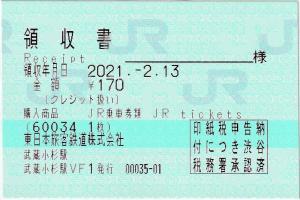 領収書
Receipt 様
領収年月日 2021.-2.13
金額 ¥170
(クレジット扱い)
購入商品 JR乗車券類 JR tickets
(60034 1枚)
東日本旅客鉄道株式会社
武蔵小杉駅
武蔵小杉駅VF1発行 00035-01
印紙税申告納
付につき渋谷
税務署承認済